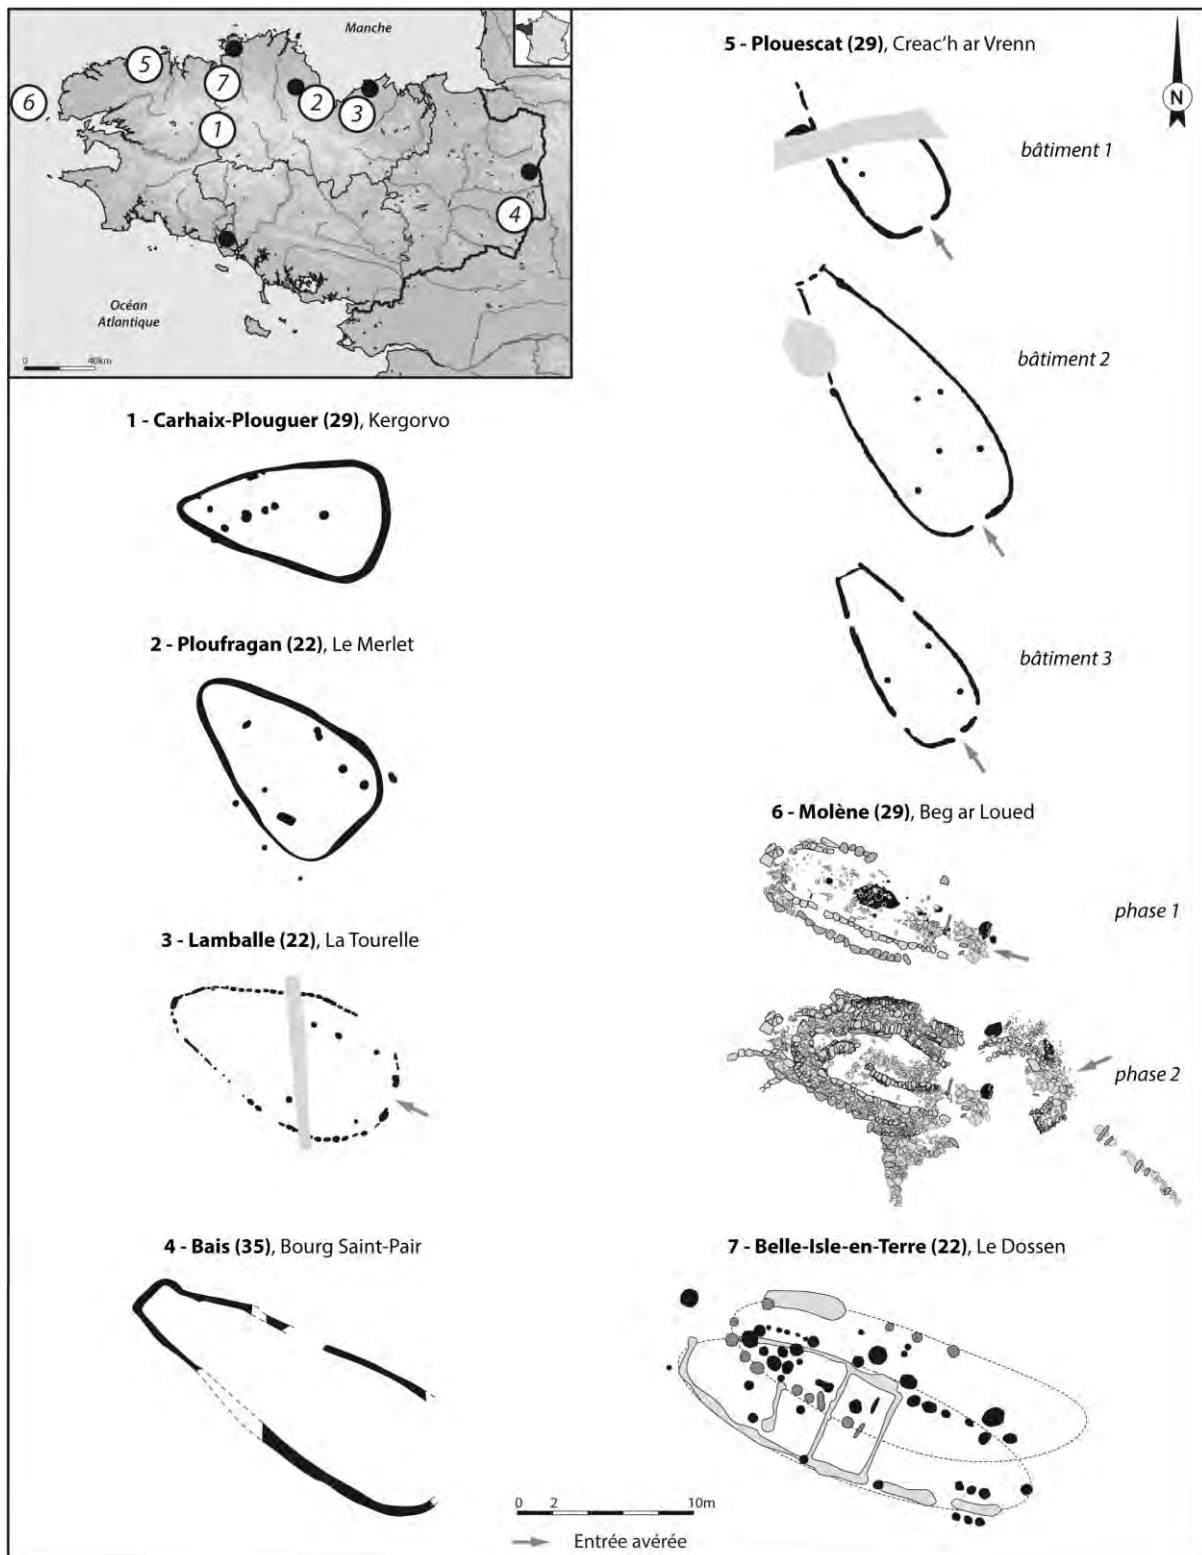 Manche
5
7
6
2
3
1
4
Océan
Atlantique
0 40km
N
5 - Plouescat (29), Creac'h ar Vrenn
bâtiment 1
bâtiment 2
bâtiment 3
1 - Carhaix-Plouguer (29), Kergorvo
2 - Ploufragan (22), Le Merlet
3 - Lamballe (22), La Tourelle
4 - Bais (35), Bourg Saint-Pair
6 - Molène (29), Beg ar Loued
phase 1
phase 2
7 - Belle-Isle-en-Terre (22), Le Dossen
0 2 10m
Entrée avérée